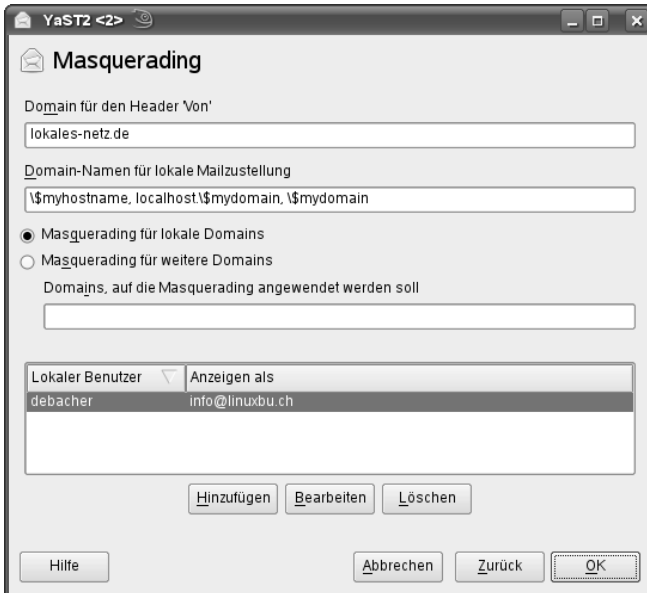 YaST2 <2>
Masquerading
Domain für den Header 'Von'
lokales-netz.de
Domain-Namen für lokale Mailzustellung
\$myhostname, localhost.\$mydomain, \$mydomain
Masquerading für lokale Domains
Masquerading für weitere Domains
Domains, auf die Masquerading angewendet werden soll
Lokaler Benutzer Anzeigen als
debacher info@linuxbu.ch
Hinzufügen Bearbeiten Löschen
Hilfe Abbrechen Zurück OK